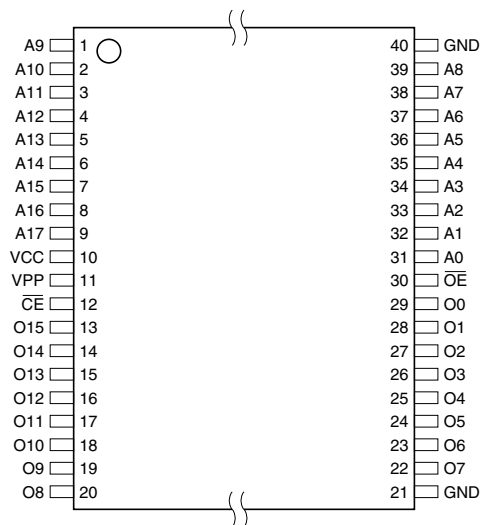 A9 1 40 GND
A10 2 39 A8
A11 3 38 A7
A12 4 37 A6
A13 5 36 A5
A14 6 35 A4
A15 7 34 A3
A16 8 33 A2
A17 9 32 A1
VCC 10 31 A0
VPP 11 30 O̅E̅
C̅E̅ 12 29 O0
O15 13 28 O1
O14 14 27 O2
O13 15 26 O3
O12 16 25 O4
O11 17 24 O5
O10 18 23 O6
O9 19 22 O7
O8 20 21 GND